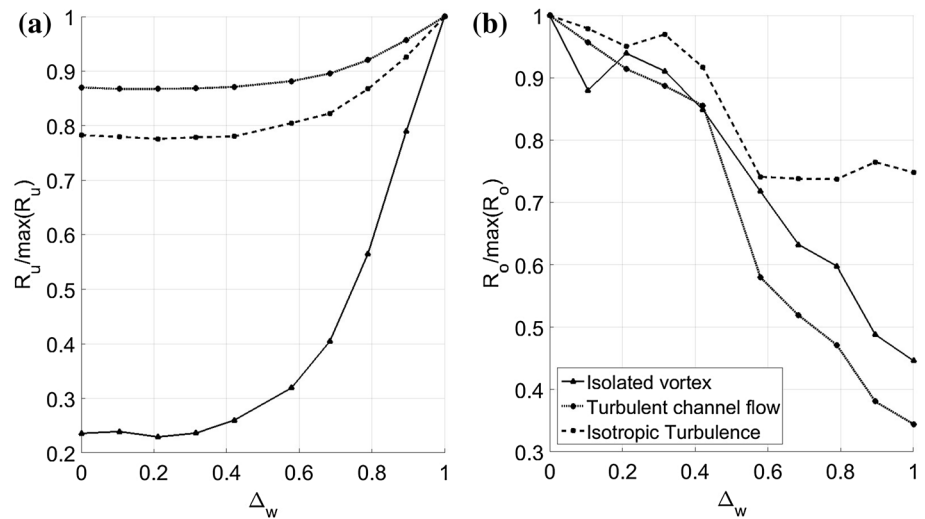 (a)
1
0.9
0.8
0.7
0.6
0.5
0.4
0.3
0.2
0 0.2 0.4 0.6 0.8 1
R_u/max(R_u)
Δ_w
(b)
1
0.9
0.8
0.7
0.6
0.5
0.4
0.3
0 0.2 0.4 0.6 0.8 1
R_o/max(R_o)
Δ_w
Isolated vortex
Turbulent channel flow
Isotropic Turbulence